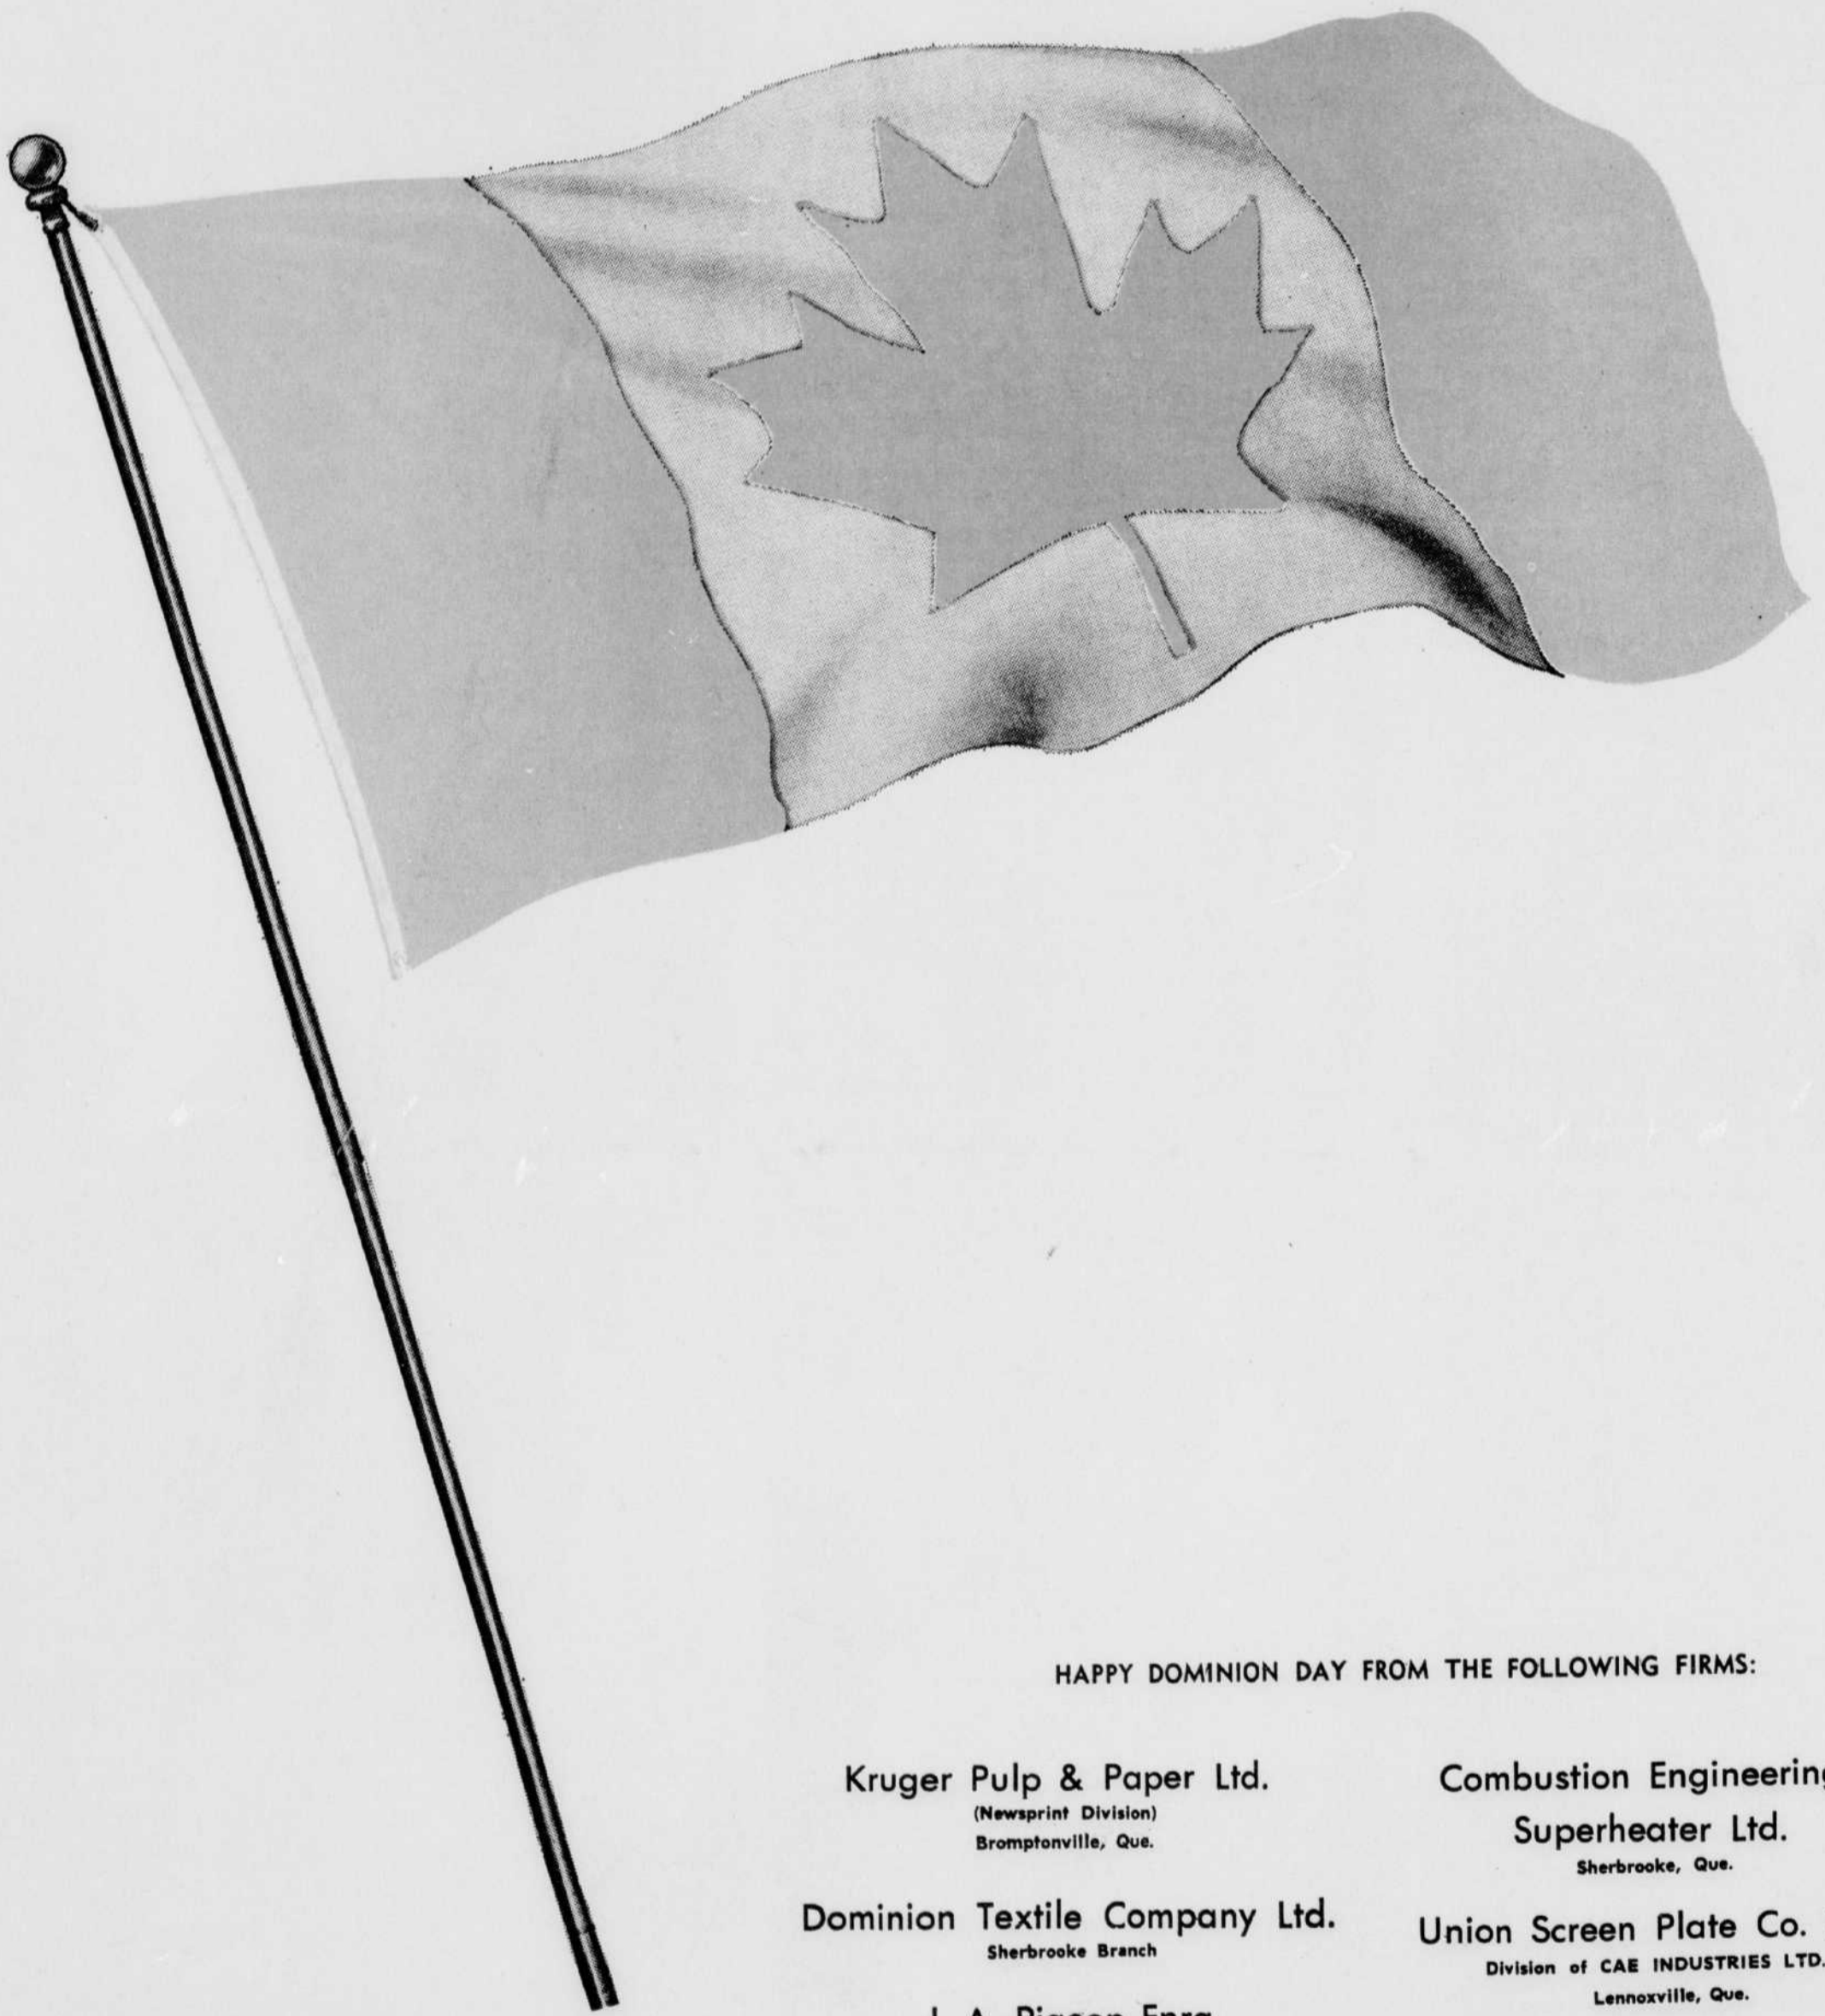 HAPPY DOMINION DAY FROM THE FOLLOWING FIRMS:
Kruger Pulp & Paper Ltd.
(Newsprint Division)
Bromptonville, Que.
Dominion Textile Company Ltd.
Sherbrooke Branch
Combustion Engineering
Superheater Ltd.
Sherbrooke, Que.
Union Screen Plate Co.
Division of CAE INDUSTRIES LTD.
Lennoxville, Que.